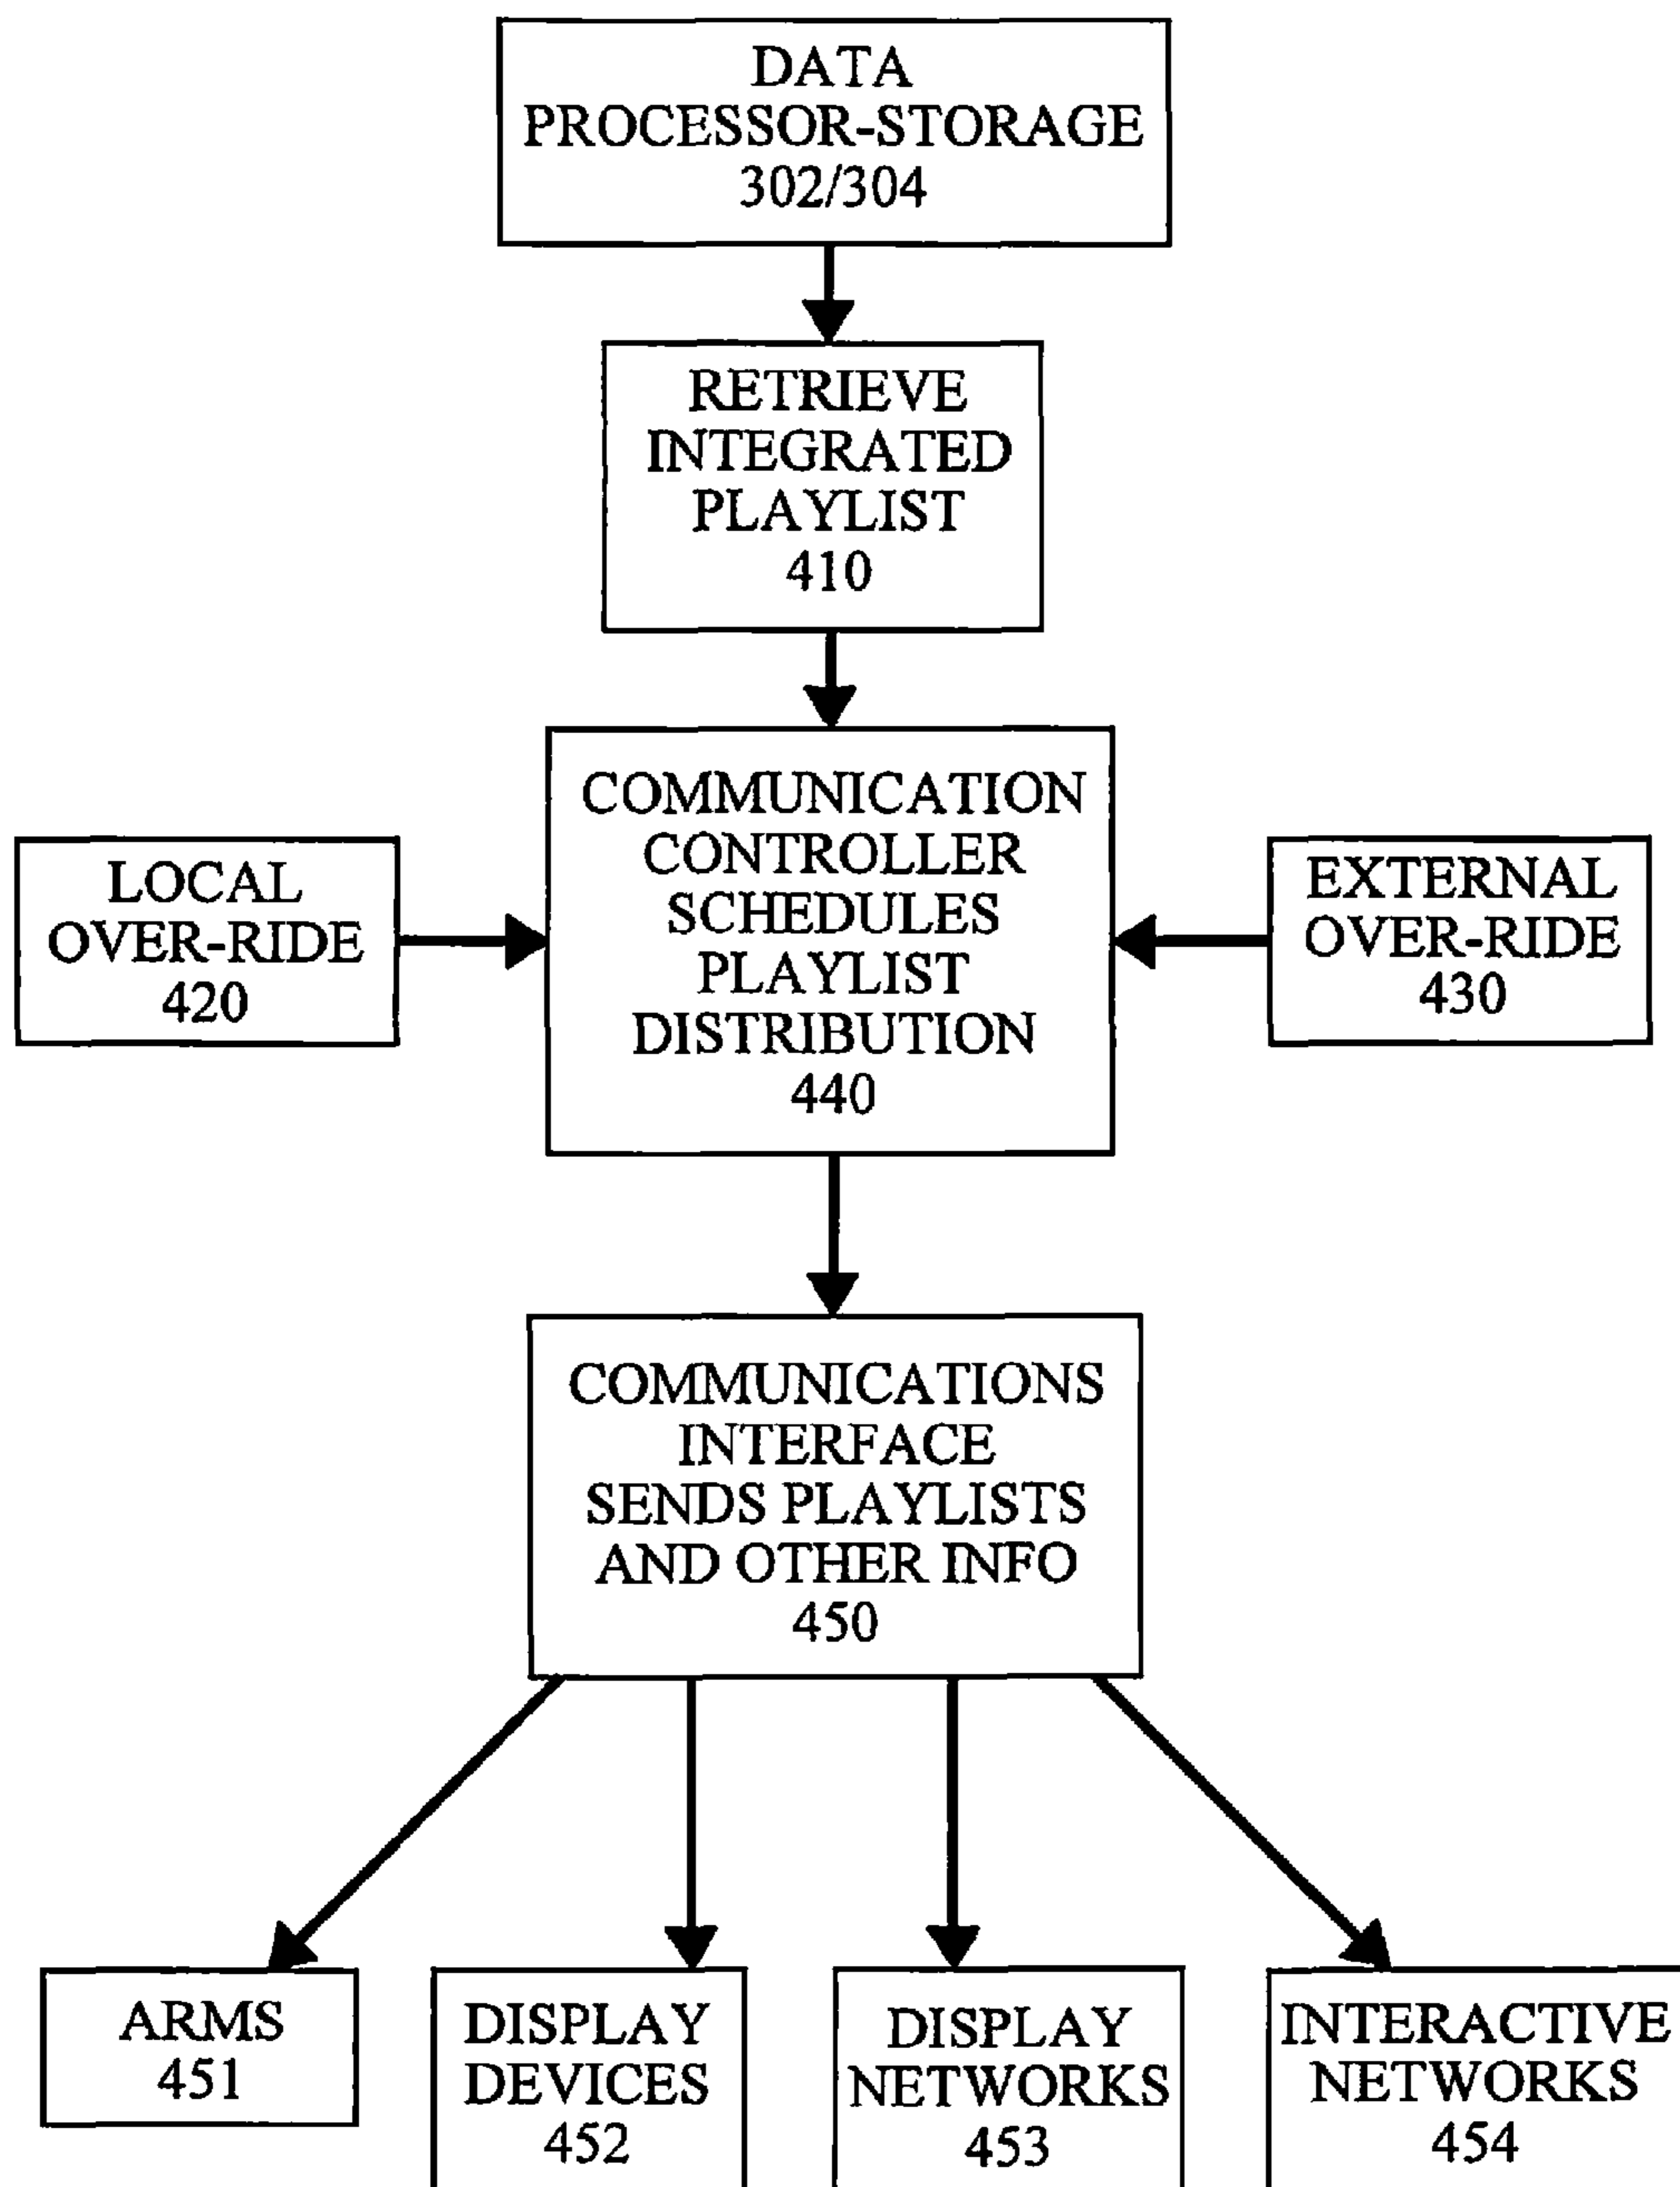 DATA
PROCESSOR-STORAGE
302/304
RETRIEVE
INTEGRATED
PLAYLIST
410
COMMUNICATION
CONTROLLER
SCHEDULES
PLAYLIST
DISTRIBUTION
440
LOCAL
OVER-RIDE
420
EXTERNAL
OVER-RIDE
430
COMMUNICATIONS
INTERFACE
SENDS PLAYLISTS
AND OTHER INFO
450
ARMS
451
DISPLAY
DEVICES
452
DISPLAY
NETWORKS
453
INTERACTIVE
NETWORKS
454